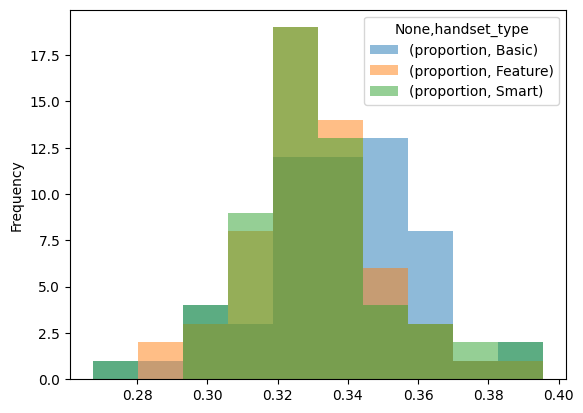 None,handset_type
(proportion, Basic)
(proportion, Feature)
(proportion, Smart)
Frequency
17.5
15.0
12.5
10.0
7.5
5.0
2.5
0.0
0.28 0.30 0.32 0.34 0.36 0.38 0.40